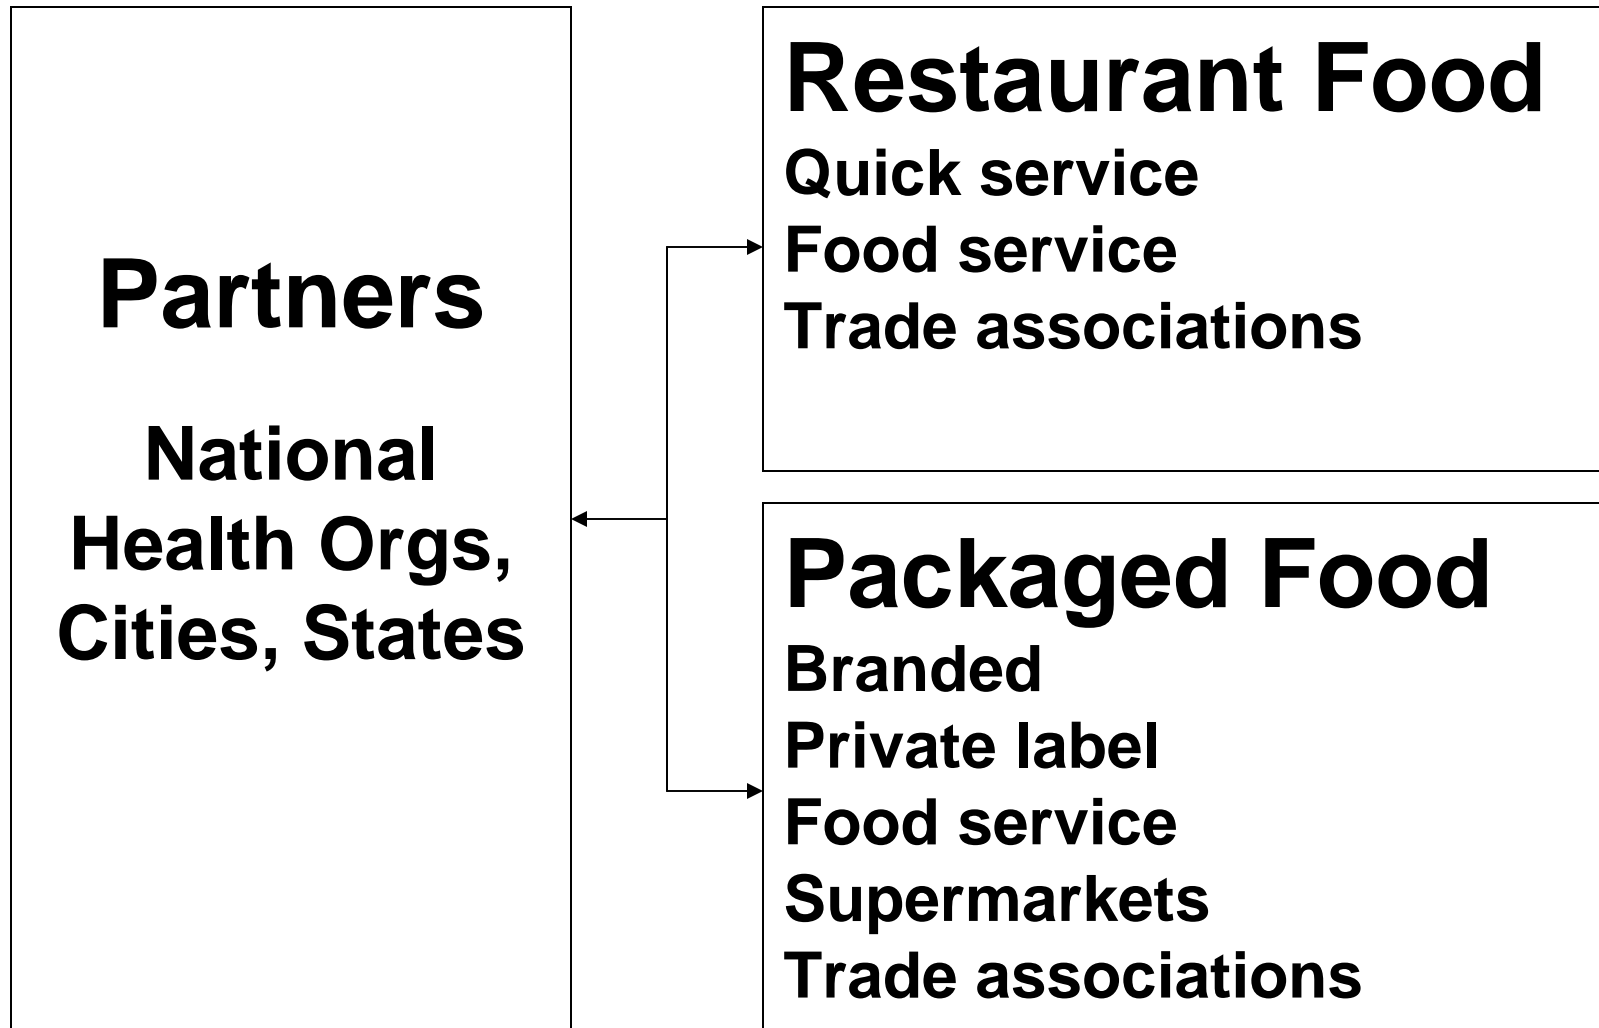 Partners
National
Health Orgs,
Cities, States
Restaurant Food
Quick service
Food service
Trade associations
Packaged Food
Branded
Private label
Food service
Supermarkets
Trade associations